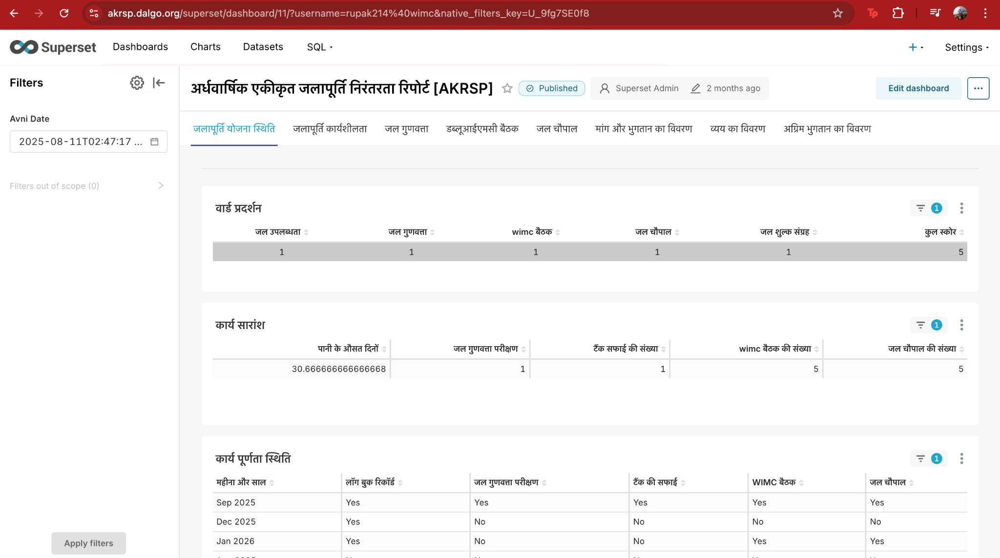 akrsp.dalgo.org/superset/dashboard/11/?username=rupak214%40wimc&native_filters_key=U_9fg7SE0f8
Tp
Superset Dashboards Charts Datasets SQL Settings
Filters
Avni Date
2025-08-11T02:47:17 ...
Filters out of scope (0)
Apply filters
अर्धवार्षिक एकीकृत जलापूर्ति निरंतरता रिपोर्ट [AKRSP] Published Superset Admin 2 months ago Edit dashboard
जलापूर्ति योजना स्थिति जलापूर्ति कार्यशीलता जल गुणवत्ता डब्लूआईएमसी बैठक जल चौपाल मांग और भुगतान का विवरण व्यय का विवरण अग्रिम भुगतान का विवरण
वार्ड प्रदर्शन 1
जल उपलब्धता जल गुणवत्ता wimc बैठक जल चौपाल जल शुल्क संग्रह कुल स्कोर
1 1 1 1 1 5
कार्य सारांश 1
पानी के औसत दिनों जल गुणवत्ता परीक्षण टैंक सफाई की संख्या wimc बैठक की संख्या जल चौपाल की संख्या
30.666666666666668 1 1 5 5
कार्य पूर्णता स्थिति 1
महीना और साल लॉग बुक रिकॉर्ड जल गुणवत्ता परीक्षण टैंक की सफाई WIMC बैठक जल चौपाल
Sep 2025 Yes Yes Yes Yes Yes
Dec 2025 Yes No No No No
Jan 2026 Yes No No Yes Yes